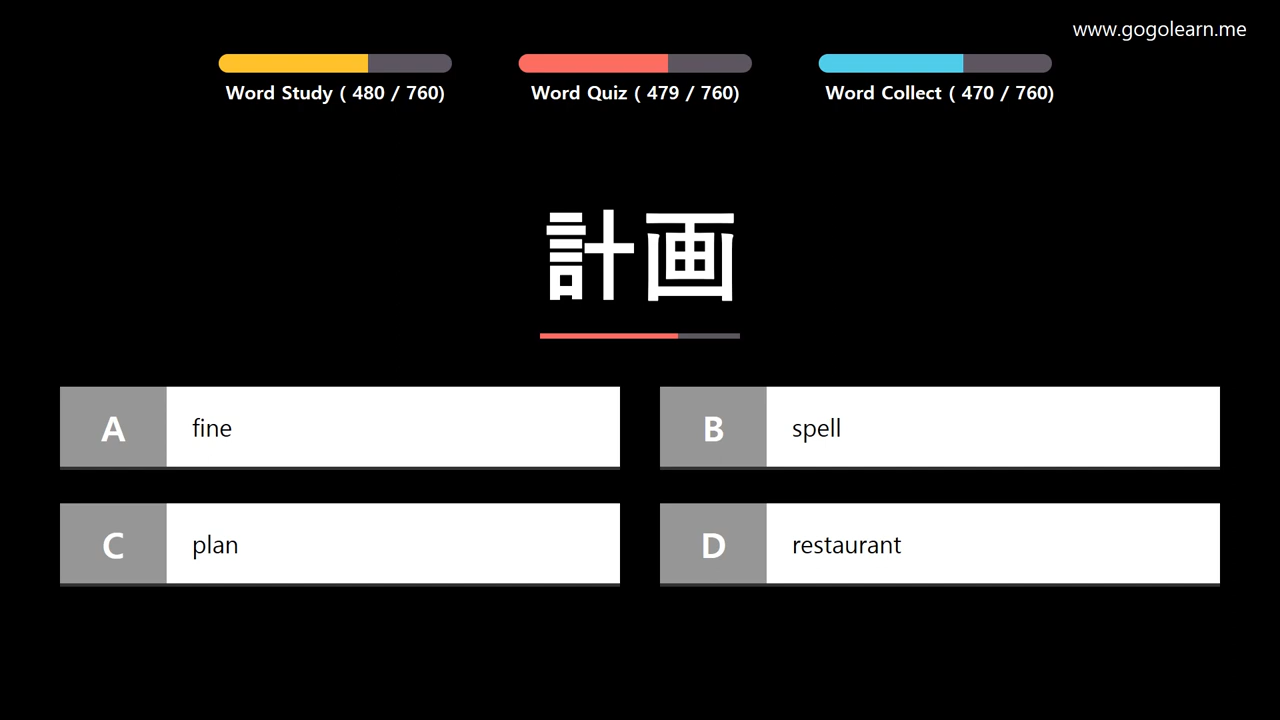 www.gogolearn.me
Word Study ( 480 / 760)
Word Quiz ( 479 / 760)
Word Collect ( 470 / 760)
計画
A fine
B spell
C plan
D restaurant